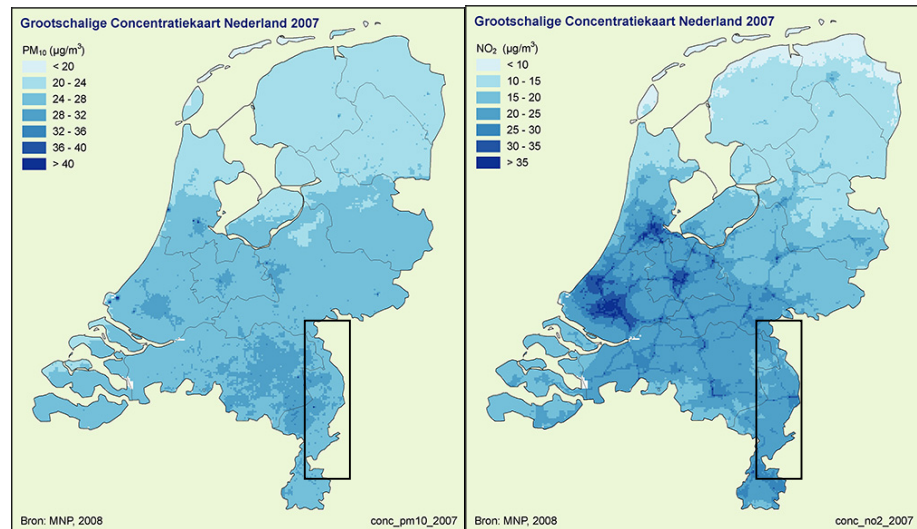 Grootschalige Concentratiekaart Nederland 2007
PM₁₀ (µg/m³)
< 20
20 - 24
24 - 28
28 - 32
32 - 36
36 - 40
> 40
Bron: MNP, 2008
conc_pm10_2007
Grootschalige Concentratiekaart Nederland 2007
NO₂ (µg/m³)
< 10
10 - 15
15 - 20
20 - 25
25 - 30
30 - 35
> 35
Bron: MNP, 2008
conc_no2_2007